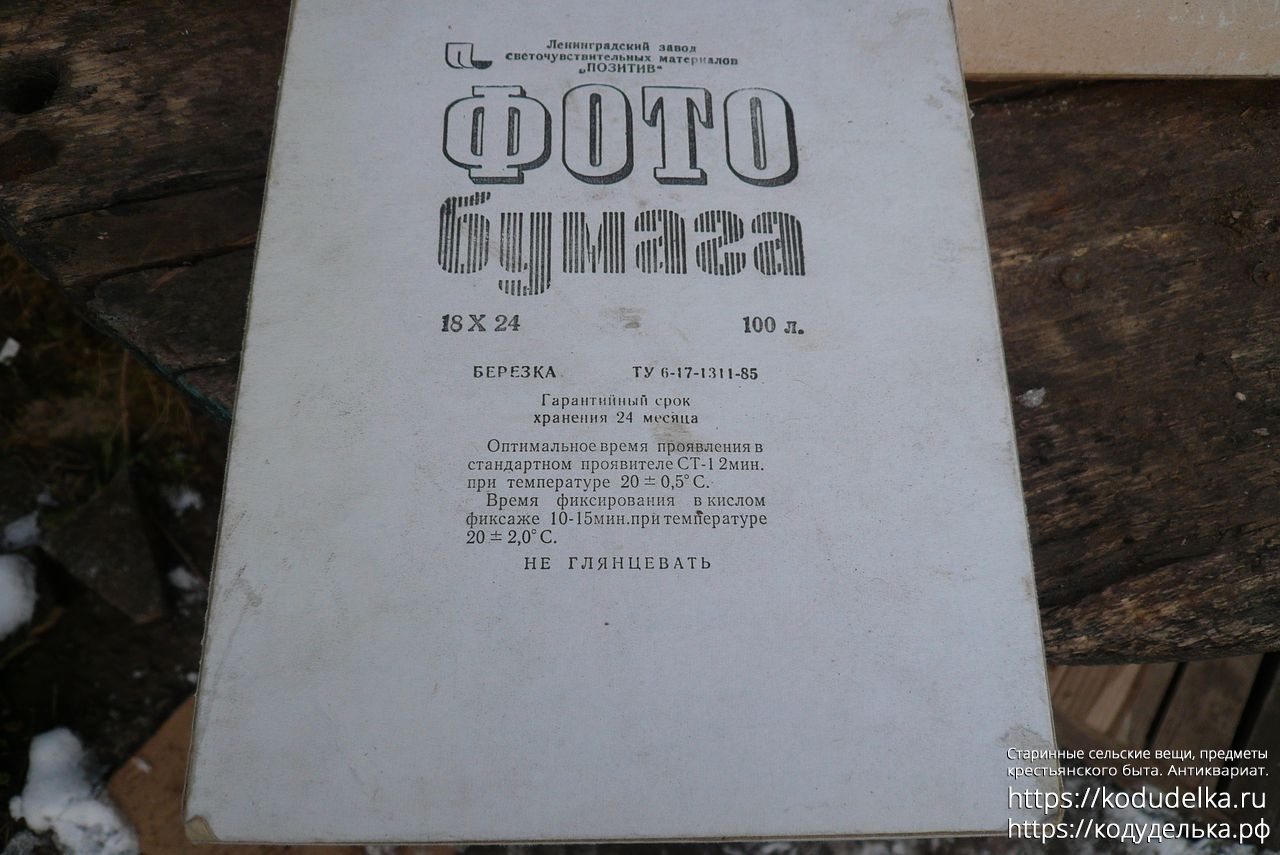 Ленинградский завод
светочувствительных материалов
„ПОЗИТИВ“
ФОТО
бумага
18 X 24 100 л.
БЕРЕЗКА ТУ 6-17-1311-85
Гарантийный срок
хранения 24 месяца
Оптимальное время проявления в
стандартном проявителе СТ-1 2мин.
при температуре 20 ± 0,5° С.
Время фиксирования в кислом
фиксаже 10-15мин.при температуре
20 ± 2,0° С.
НЕ ГЛЯНЦЕВАТЬ
Старинные сельские вещи, предметы
крестьянского быта. Антиквариат.
https://kodudelka.ru
https://кодуделька.рф